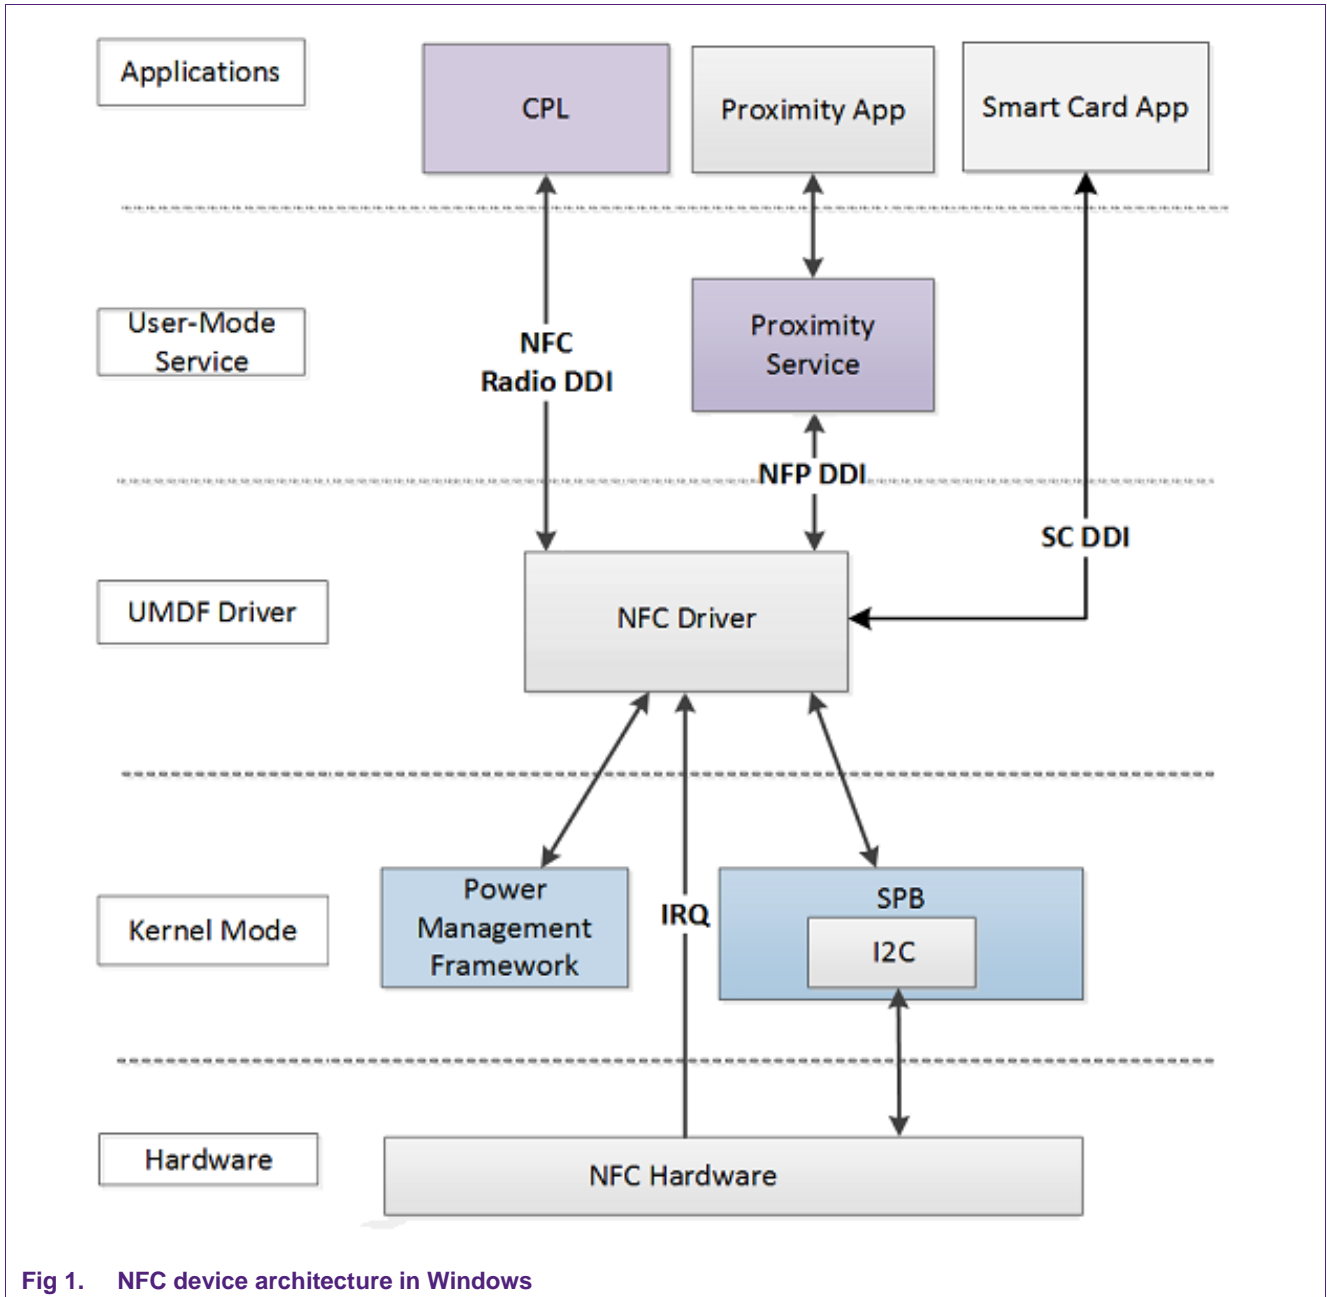 Applications
CPL
Proximity App
Smart Card App
User-Mode
Service
NFC
Radio DDI
Proximity
Service
NFP DDI
SC DDI
UMDF Driver
NFC Driver
Kernel Mode
Power
Management
Framework
IRQ
SPB
I2C
Hardware
NFC Hardware
Fig 1. NFC device architecture in Windows